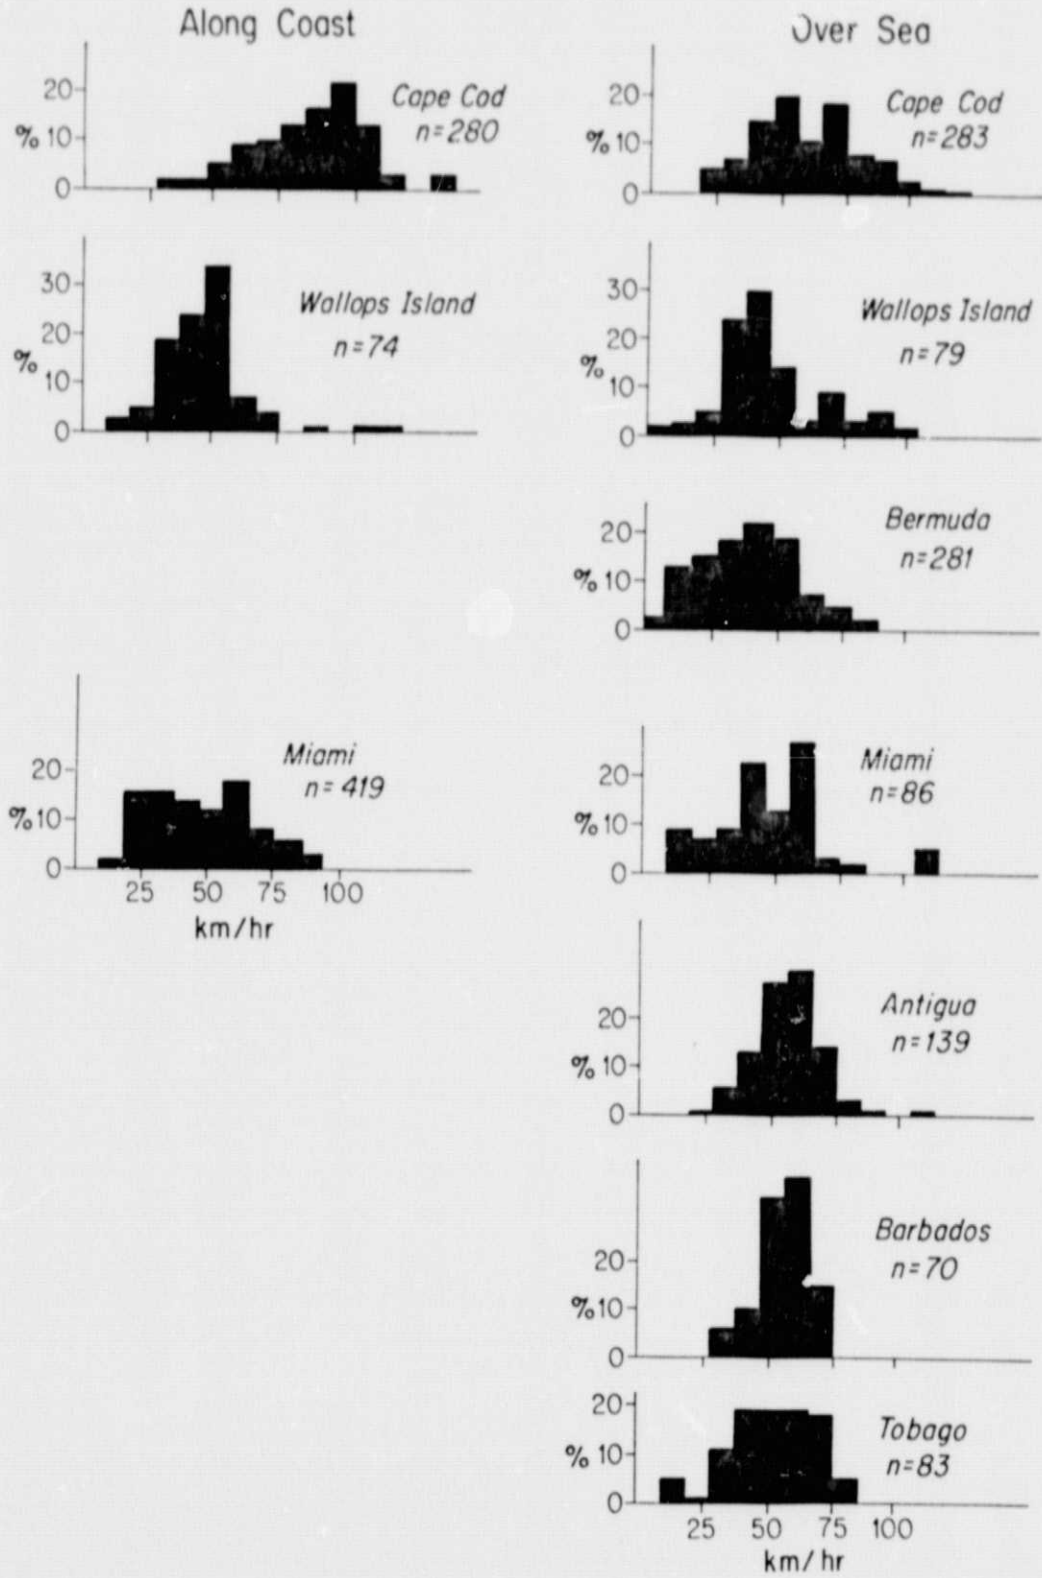 Along Coast
20
% 10
0
Cape Cod
n=280
30
20
%
10
0
Wallops Island
n=74
20
% 10
0
Miami
n=419
25 50 75 100
km/hr
Over Sea
20
% 10
0
Cape Cod
n=283
30
20
%
10
0
Wallops Island
n=79
20
% 10
0
Bermuda
n=281
20
% 10
0
Miami
n=86
20
% 10
0
Antigua
n=139
20
% 10
0
Barbados
n=70
20
% 10
0
Tobago
n=83
25 50 75 100
km/hr